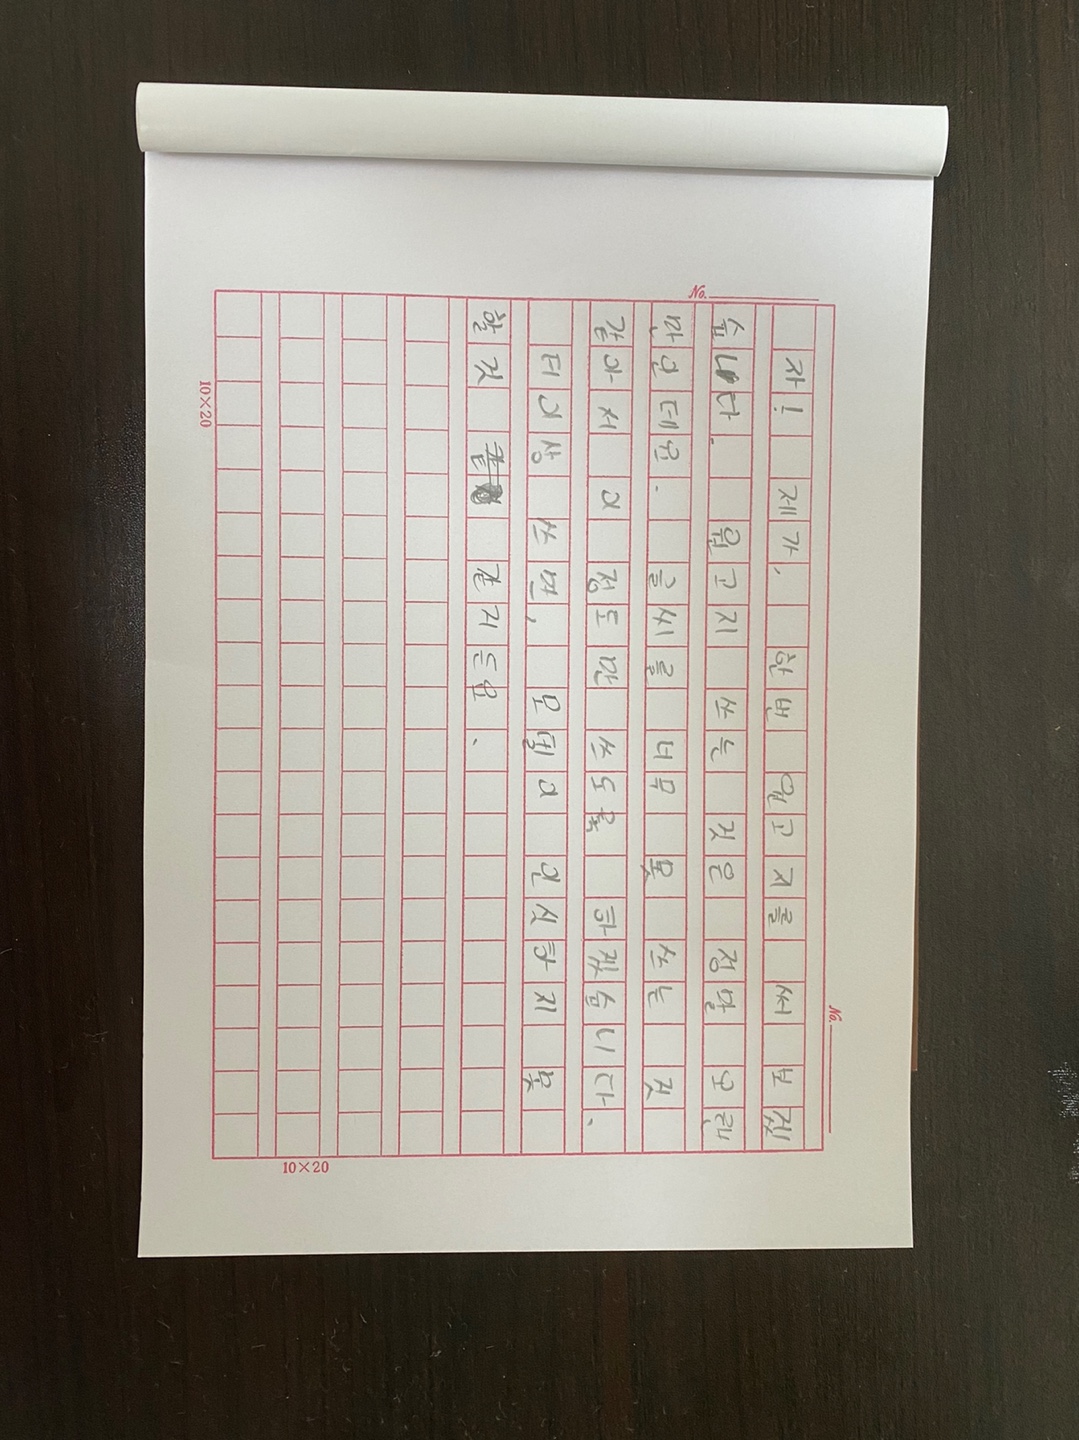 No.
자! 제가, 한번 원고지를 써 보겠
습니다. 원고지 쓰는 것은 정말 오랜
No.
만인데요. 글씨를 너무 못 쓰는 것
같아서 이 정도만 쓰도록 하겠습니다.
더이상 쓰면, 모델이 인식하지 못
할 것 같지든요.
10×20
10×20